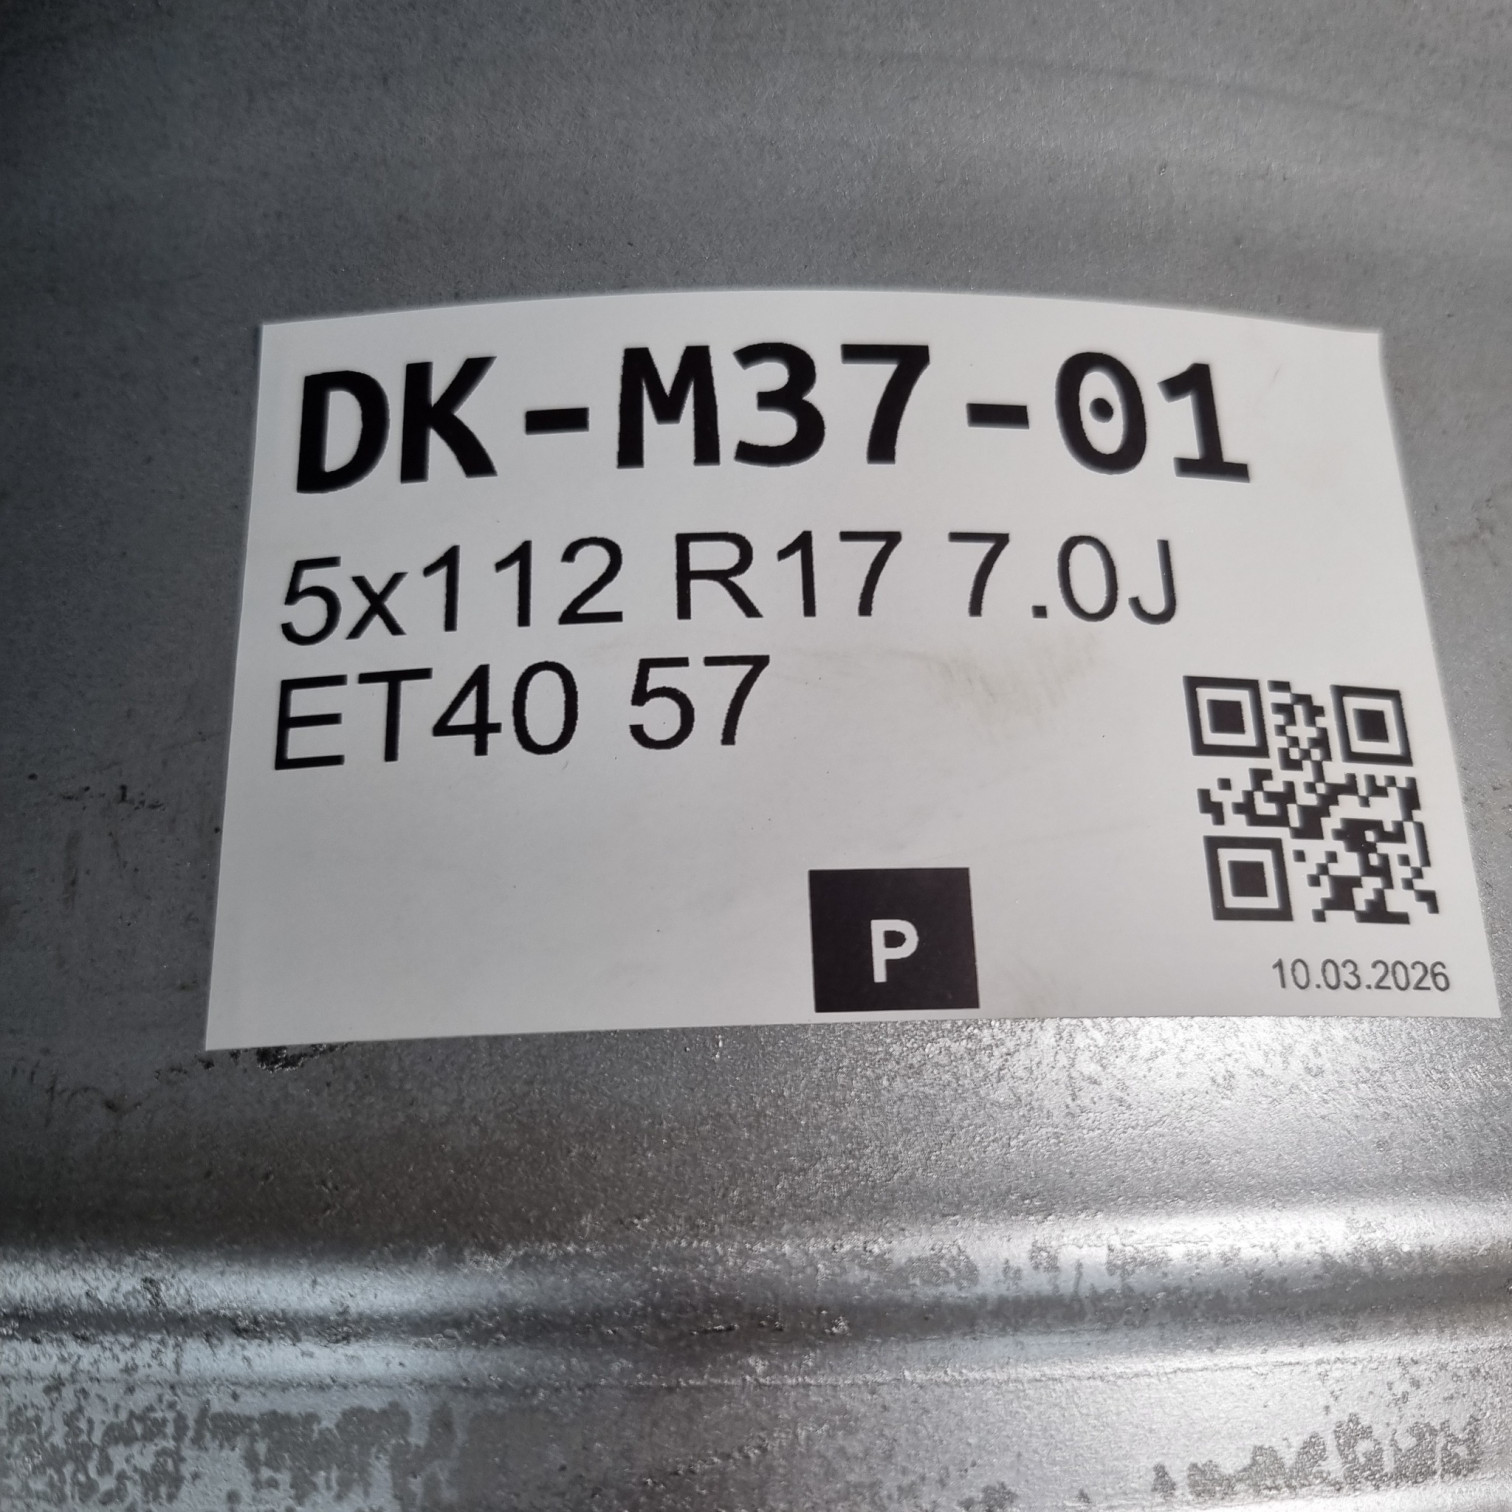 DK-M37-01
5x112 R17 7.0J
ET40 57
P
10.03.2026